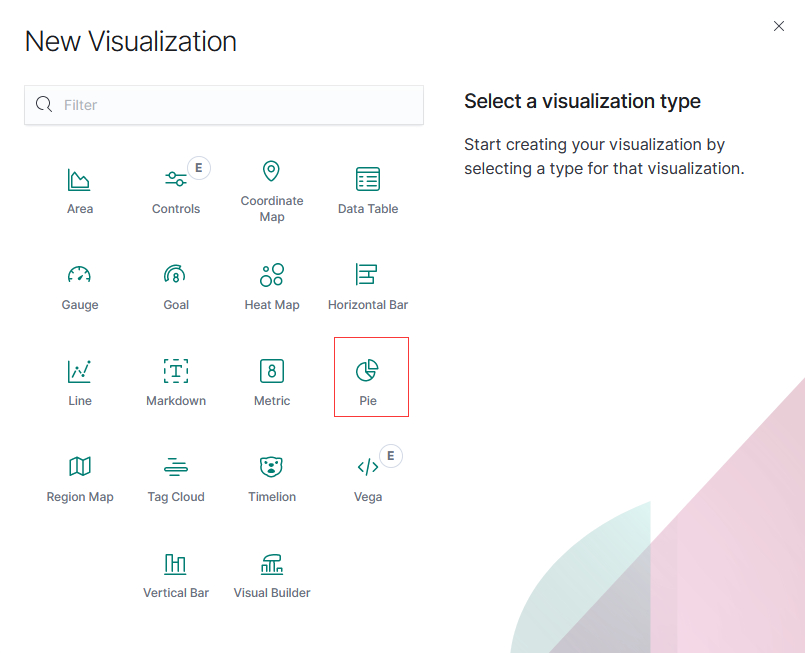 New Visualization
Filter
Select a visualization type
Start creating your visualization by
selecting a type for that visualization.
E
Area
Controls
Coordinate
Map
Data Table
Gauge
8
Goal
Heat Map
Horizontal Bar
Line
T
Markdown
8
Metric
Pie
Region Map
Tag Cloud
Timelion
E
Vega
Vertical Bar
Visual Builder